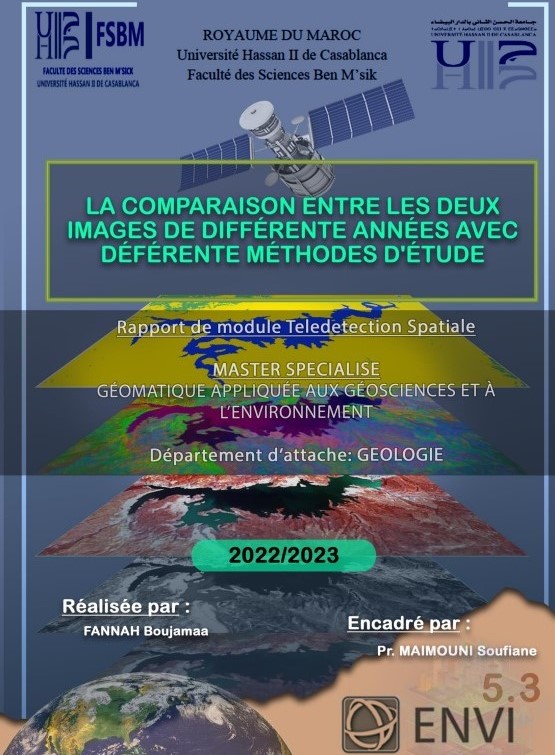 UH2C FSBM
FACULTÉ DES SCIENCES BEN M'SICK
UNIVERSITÉ HASSAN II DE CASABLANCA
ROYAUME DU MAROC
Université Hassan II de Casablanca
Faculté des Sciences Ben M'sik
جامعة الحسن الثاني بالدار البيضاء
UNIVERSITÉ HASSAN II DE CASABLANCA
LA COMPARAISON ENTRE LES DEUX
IMAGES DE DIFFÉRENTE ANNÉES AVEC
DÉFÉRENTE MÉTHODES D'ÉTUDE
Rapport de module Teledetection Spatiale
MASTER SPECIALISE
GÉOMATIQUE APPLIQUÉE AUX GÉOSCIENCES ET À
L'ENVIRONNEMENT
Département d'attache: GEOLOGIE
2022/2023
Réalisée par :
FANNAH Boujamaa
Encadré par :
Pr. MAIMOUNI Soufiane
5.3
ENVI